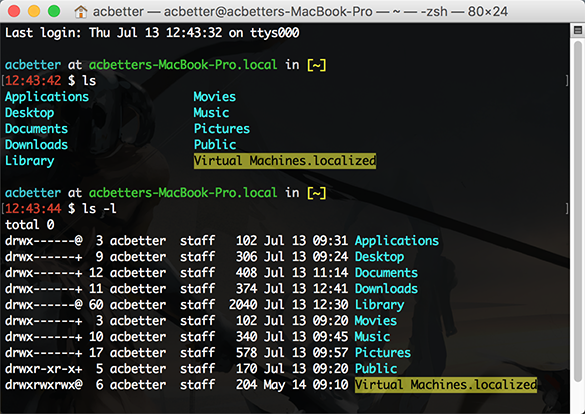 acbetter — acbetter@acbetters-MacBook-Pro — ~ — -zsh — 80×24
Last login: Thu Jul 13 12:43:32 on ttys000
acbetter at acbetters-MacBook-Pro.local in [~]
[12:43:42 $ ls ]
Applications Movies
Desktop Music
Documents Pictures
Downloads Public
Library Virtual Machines.localized
acbetter at acbetters-MacBook-Pro.local in [~]
[12:43:44 $ ls -l ]
total 0
drwx------@ 3 acbetter staff 102 Jul 13 09:31 Applications
drwx------+ 9 acbetter staff 306 Jul 13 09:24 Desktop
drwx------+ 12 acbetter staff 408 Jul 13 11:14 Documents
drwx------+ 11 acbetter staff 374 Jul 13 12:41 Downloads
drwx------@ 60 acbetter staff 2040 Jul 13 12:30 Library
drwx------+ 3 acbetter staff 102 Jul 13 09:20 Movies
drwx------+ 10 acbetter staff 340 Jul 13 09:45 Music
drwx------+ 17 acbetter staff 578 Jul 13 09:57 Pictures
drwxr-xr-x+ 5 acbetter staff 170 Jul 13 09:20 Public
drwxrwxrwx@ 6 acbetter staff 204 May 14 09:10 Virtual Machines.localized